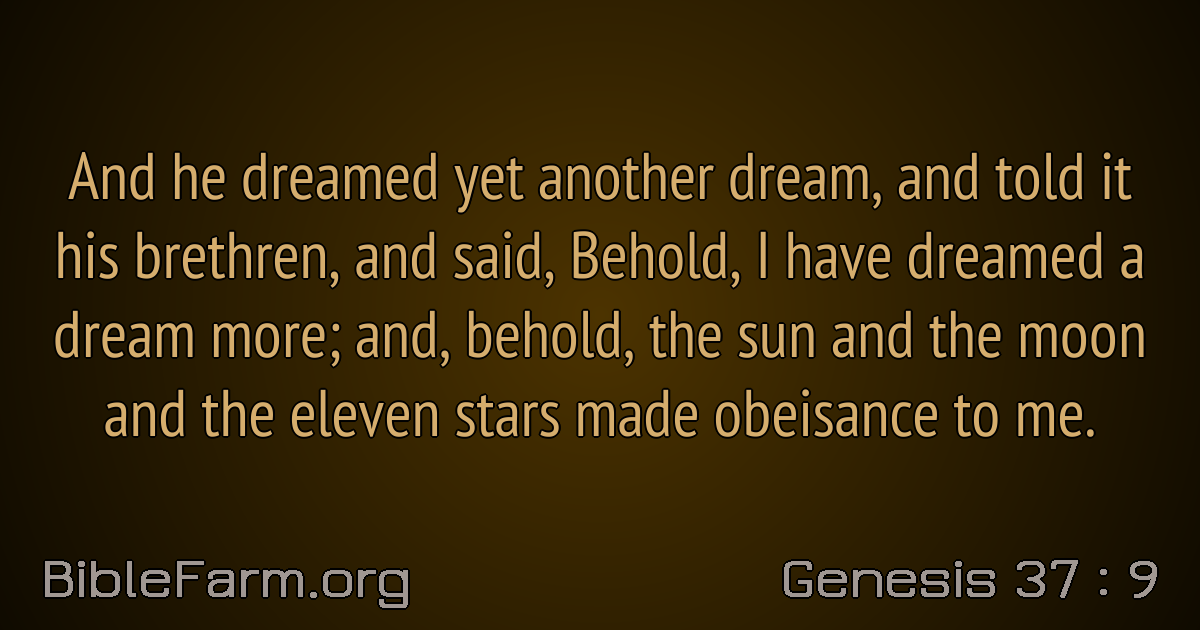 And he dreamed yet another dream, and told it
his brethren, and said, Behold, I have dreamed a
dream more; and, behold, the sun and the moon
and the eleven stars made obeisance to me.
BibleFarm.org
Genesis 37 : 9